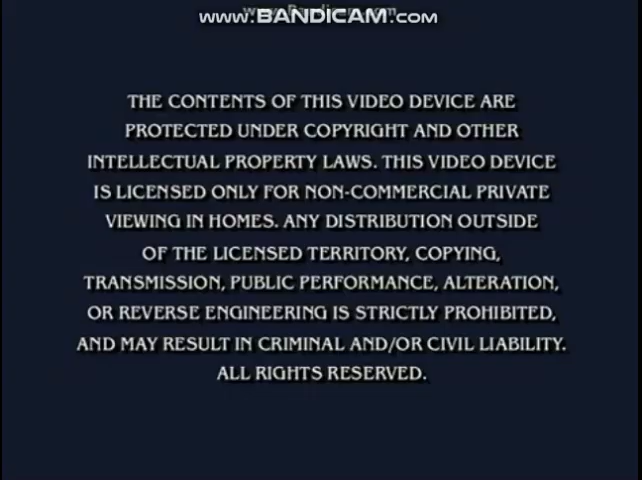 www.BANDICAM.com
THE CONTENTS OF THIS VIDEO DEVICE ARE
PROTECTED UNDER COPYRIGHT AND OTHER
INTELLECTUAL PROPERTY LAWS. THIS VIDEO DEVICE
IS LICENSED ONLY FOR NON-COMMERCIAL PRIVATE
VIEWING IN HOMES. ANY DISTRIBUTION OUTSIDE
OF THE LICENSED TERRITORY, COPYING,
TRANSMISSION, PUBLIC PERFORMANCE, ALTERATION,
OR REVERSE ENGINEERING IS STRICTLY PROHIBITED,
AND MAY RESULT IN CRIMINAL AND/OR CIVIL LIABILITY.
ALL RIGHTS RESERVED.